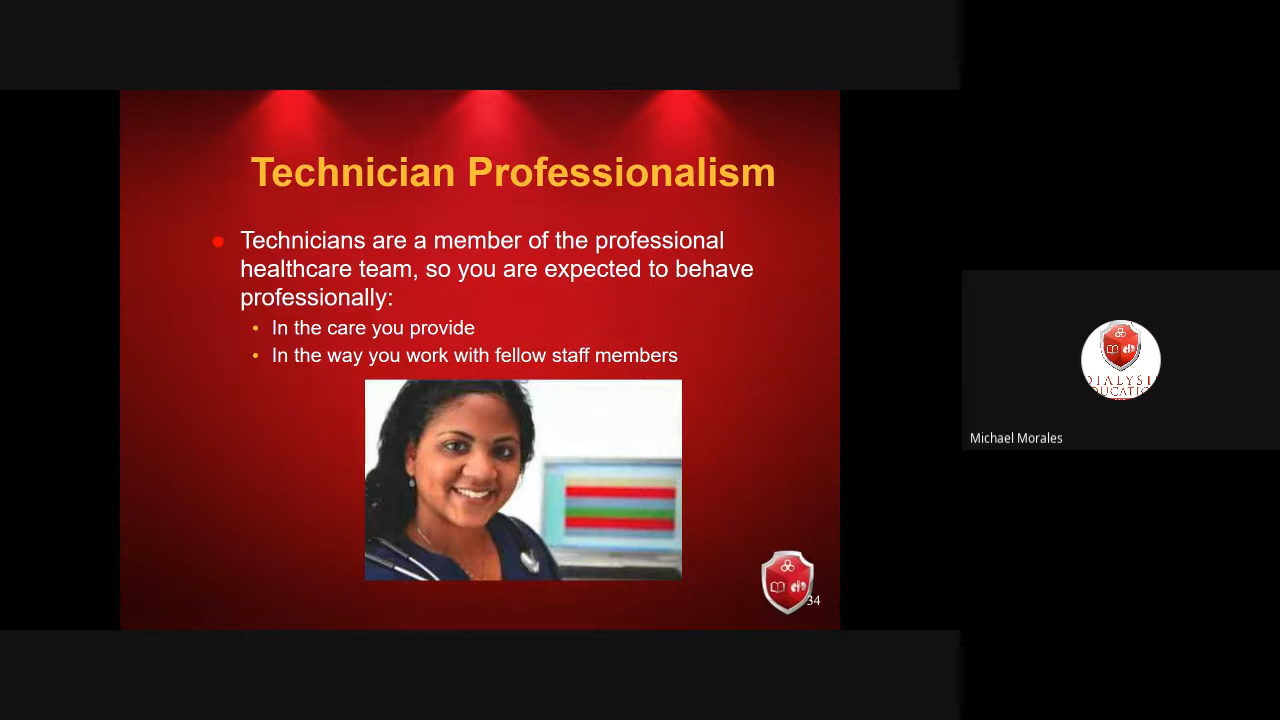 Technician Professionalism
Technicians are a member of the professional
healthcare team, so you are expected to behave
professionally:
In the care you provide
In the way you work with fellow staff members
34
DIALYSI
Michael Morales